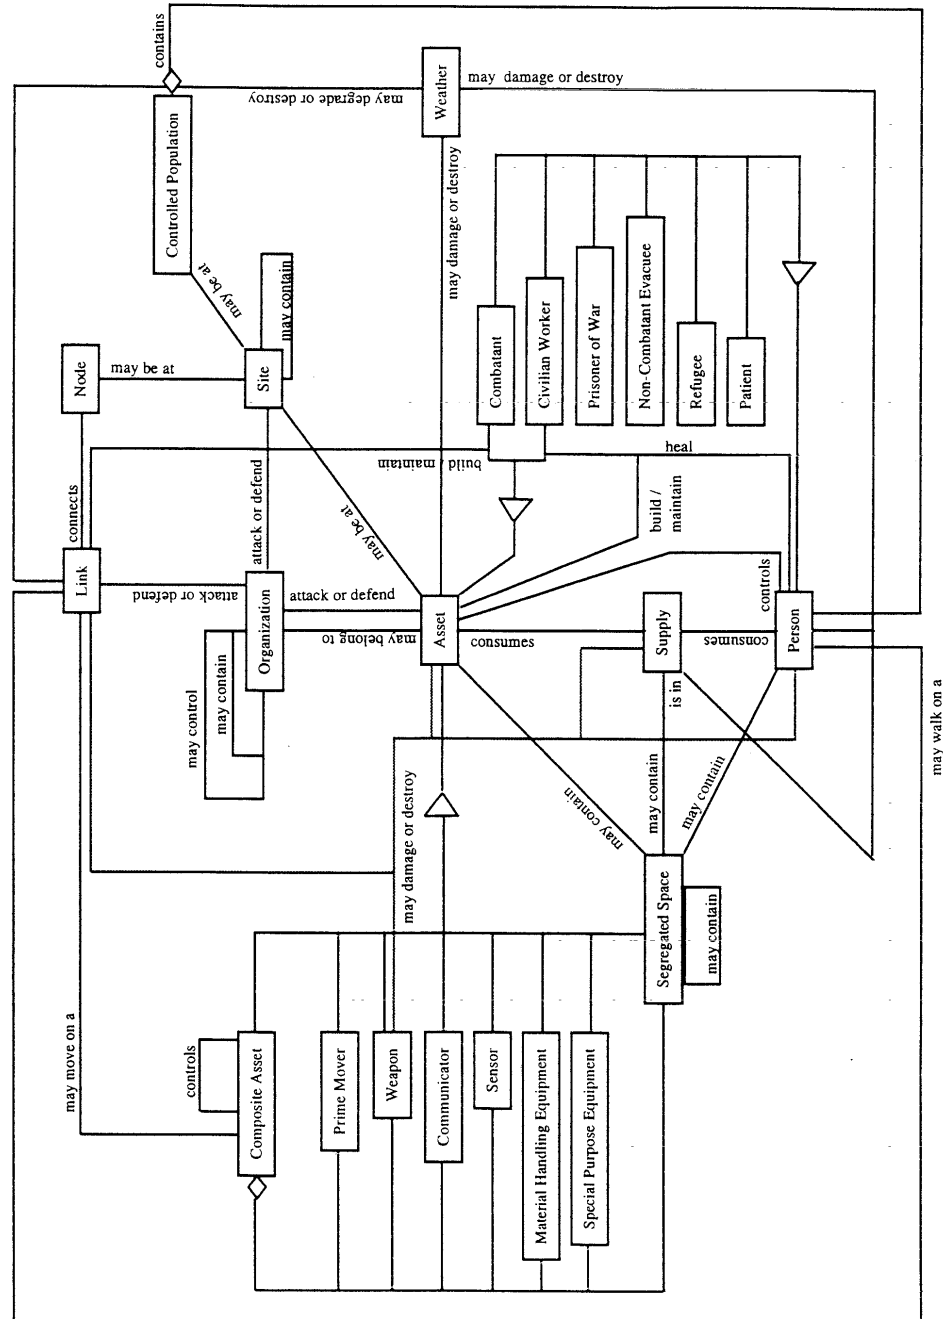 contains
may degrade or destroy
Weather
may damage or destroy
Controlled Population
may be at
may damage or destroy
may contain
Node
may be at
Site
Combatant
Civilian Worker
Prisoner of War
Non-Combatant Evacuee
Refugee
Patient
connects
attack or defend
build / maintain
heal
may be at
build /
maintain
Link
attack or defend
Organization
attack or defend
may belong to
Asset
consumes
Supply
consumes
controls
Person
may control
may contain
is in
may walk on a
may damage or destroy
may contain
may contain
may contain
Segregated Space
may contain
may move on a
controls
Composite Asset
Prime Mover
Weapon
Communicator
Sensor
Material Handling Equipment
Special Purpose Equipment